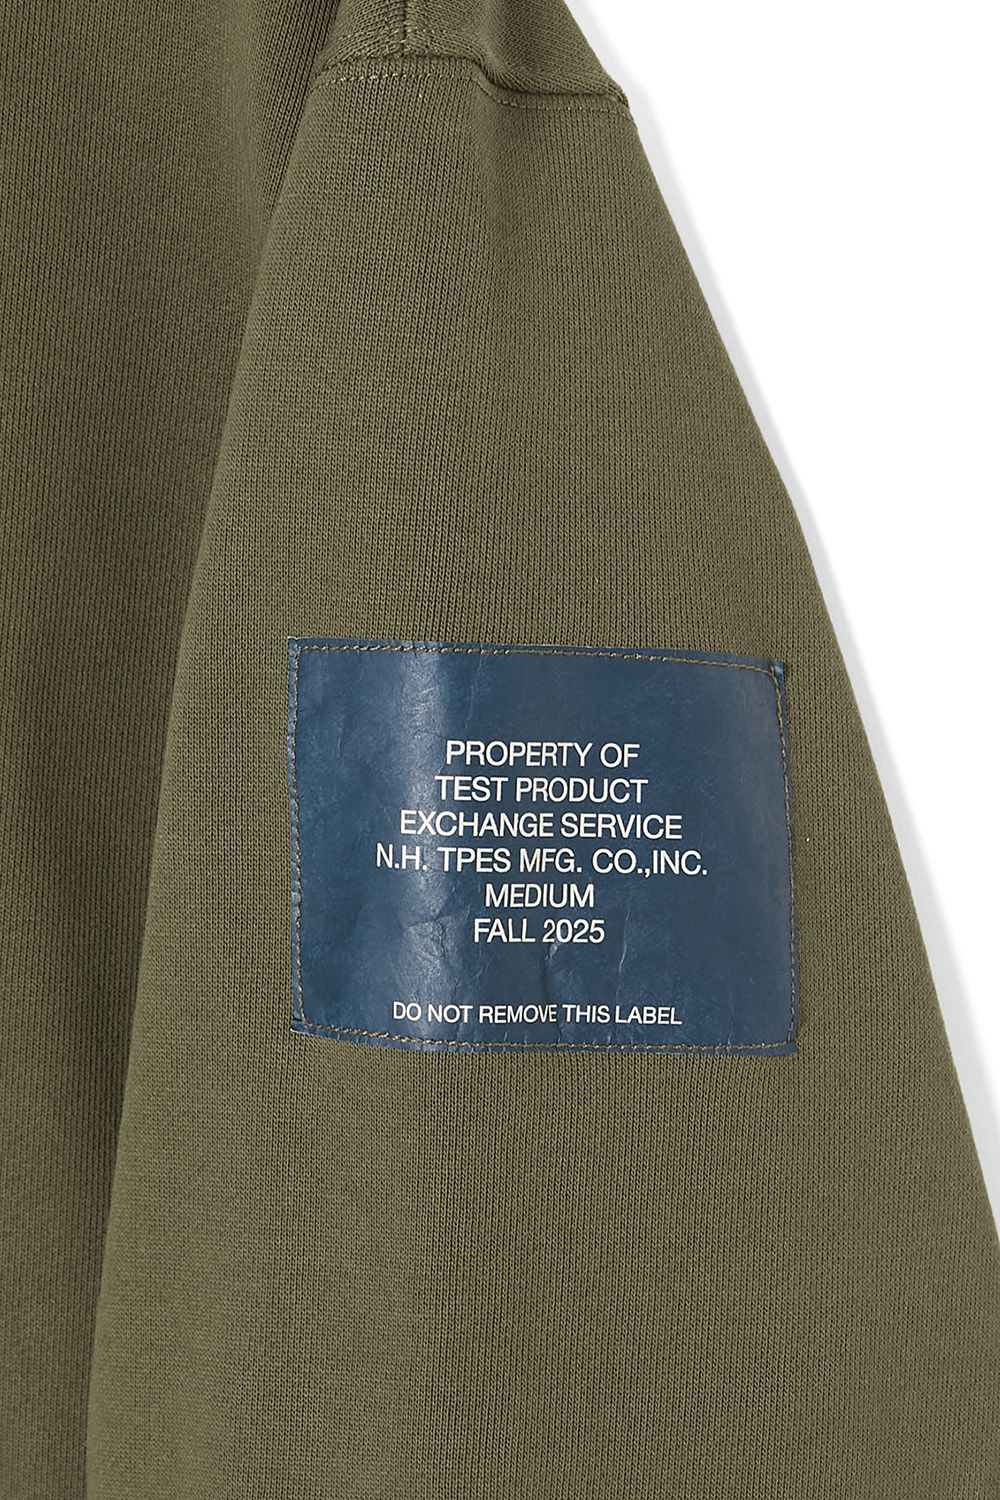 PROPERTY OF
TEST PRODUCT
EXCHANGE SERVICE
N.H. TPES MFG. CO.,INC.
MEDIUM
FALL 2025
DO NOT REMOVE THIS LABEL